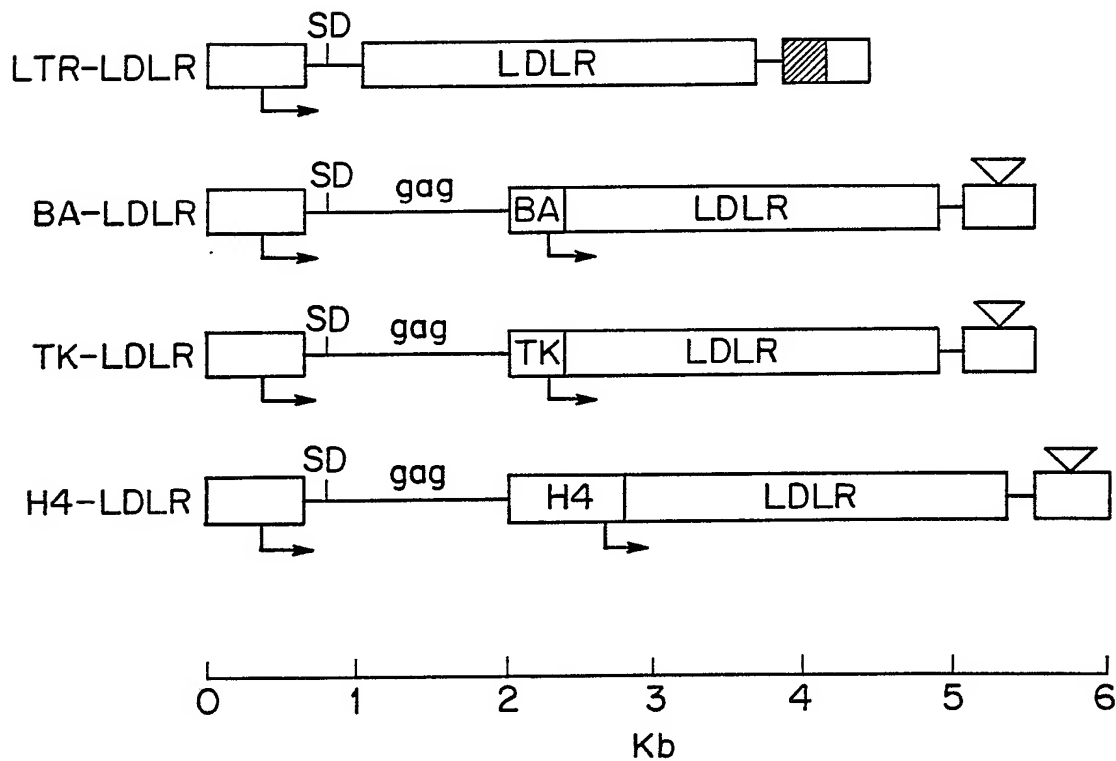 SD
LTR-LDLR LDLR
SD gag
BA-LDLR BA LDLR
SD gag
TK-LDLR TK LDLR
SD gag
H4-LDLR H4 LDLR
0 1 2 3 4 5 6
Kb